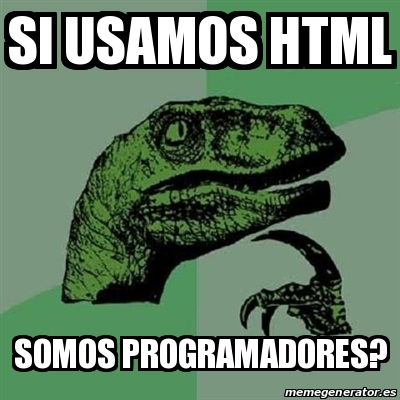 SI USAMOS HTML
SOMOS PROGRAMADORES?
memegenerator.es